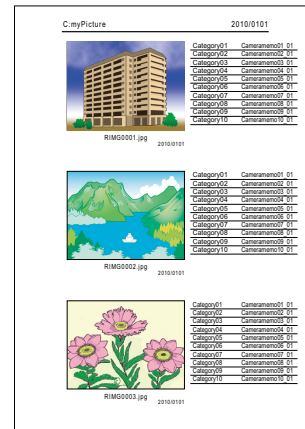 C:myPicture 2010/0101
Category01 Cameramemo01_01
Category02 Cameramemo02_01
Category03 Cameramemo03_01
Category04 Cameramemo04_01
Category05 Cameramemo05_01
Category06 Cameramemo06_01
Category07 Cameramemo07_01
Category08 Cameramemo08_01
Category09 Cameramemo09_01
Category10 Cameramemo10_01
RIMG0001.jpg
2010/0101
Category01 Cameramemo01_01
Category02 Cameramemo02_01
Category03 Cameramemo03_01
Category04 Cameramemo04_01
Category05 Cameramemo05_01
Category06 Cameramemo06_01
Category07 Cameramemo07_01
Category08 Cameramemo08_01
Category09 Cameramemo09_01
Category10 Cameramemo10_01
RIMG0002.jpg
2010/0101
Category01 Cameramemo01_01
Category02 Cameramemo02_01
Category03 Cameramemo03_01
Category04 Cameramemo04_01
Category05 Cameramemo05_01
Category06 Cameramemo06_01
Category07 Cameramemo07_01
Category08 Cameramemo08_01
Category09 Cameramemo09_01
Category10 Cameramemo10_01
RIMG0003.jpg
2010/0101